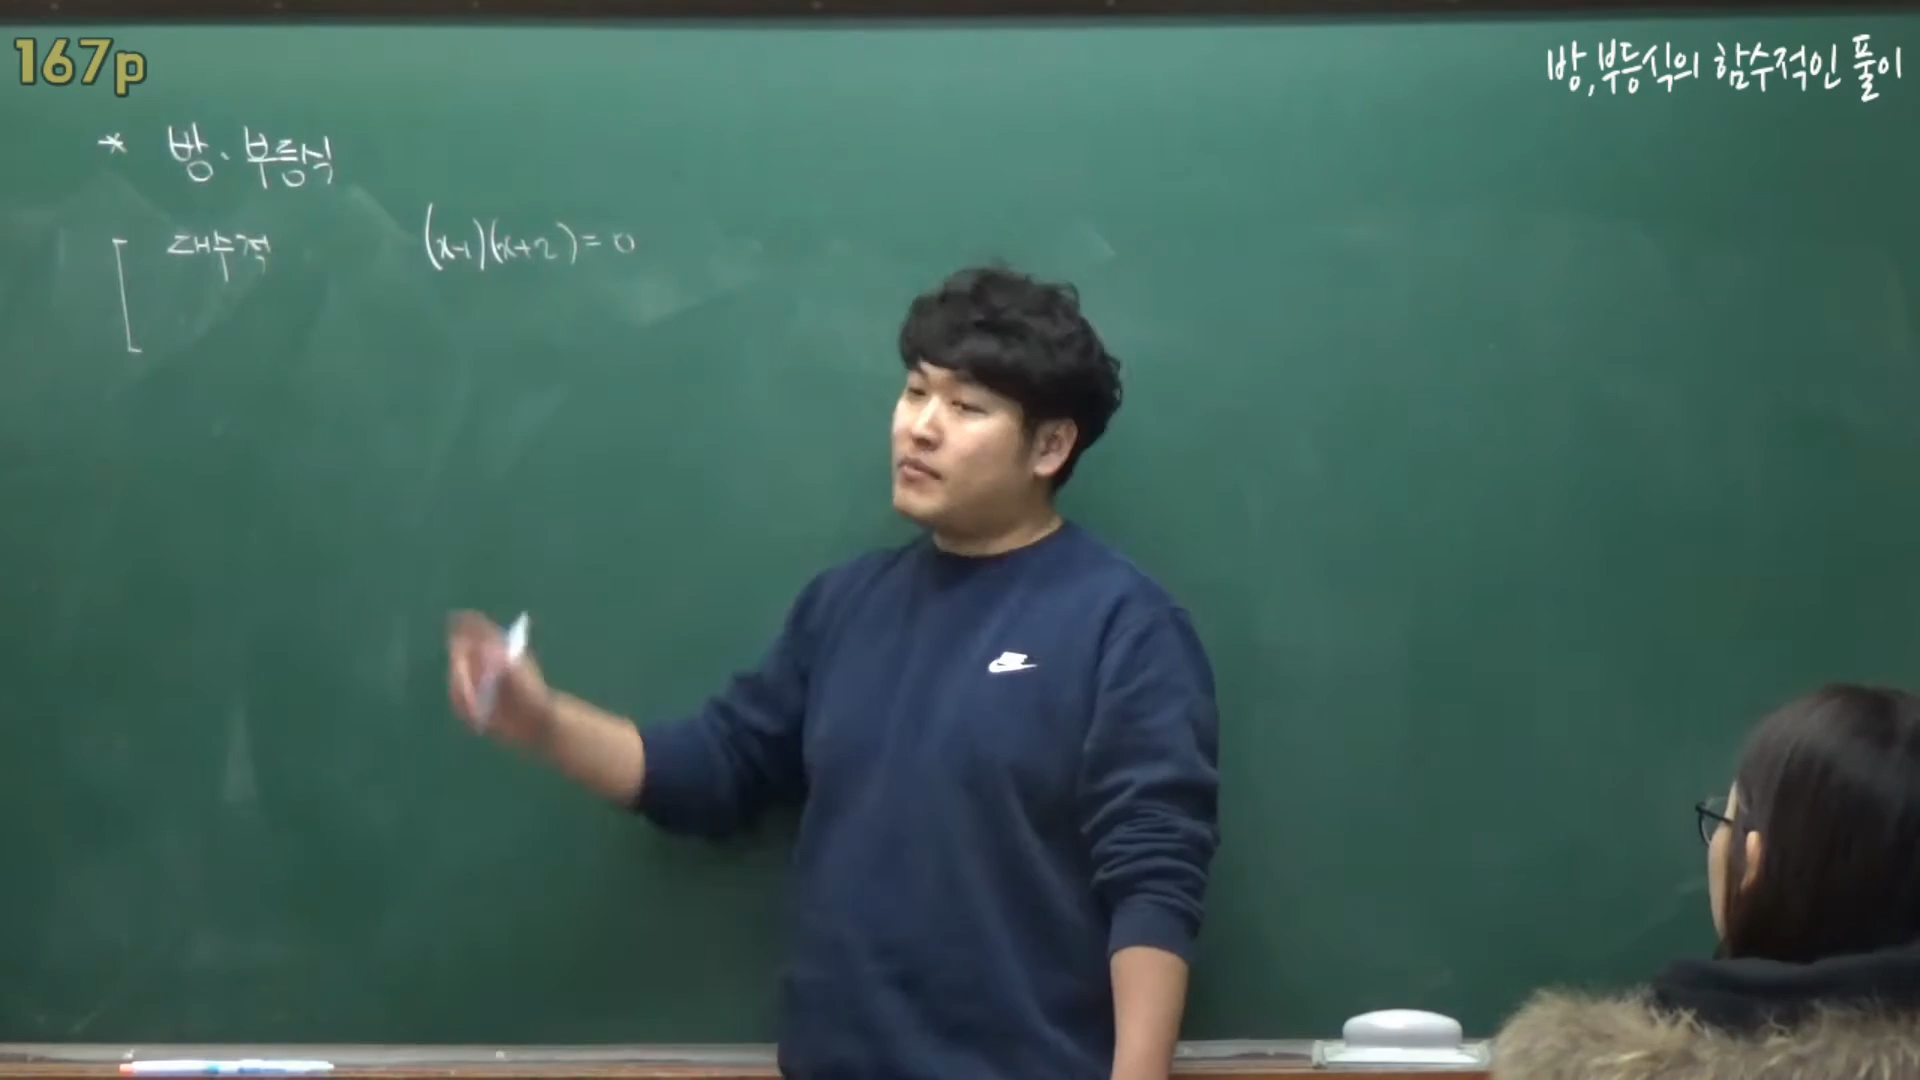 167p
방,부등식의 함수적인 풀이
* 방·부등식
대수적 (x-1)(x+2)=0